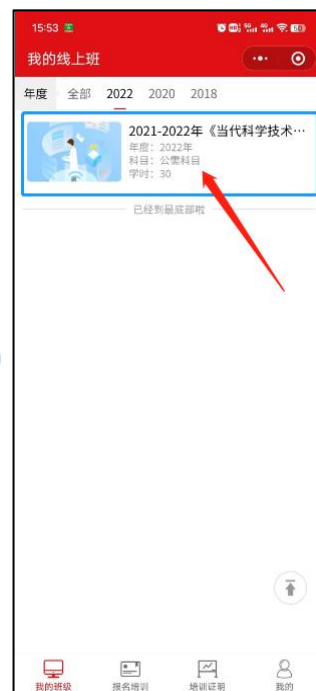 15:53
我的线上班
年度 全部 2022 2020 2018
2021-2022年《当代科学技术…
年度：2022年
科目：公需科目
学时：30
已经到最底部啦
我的班级 报名培训 培训证明 我的